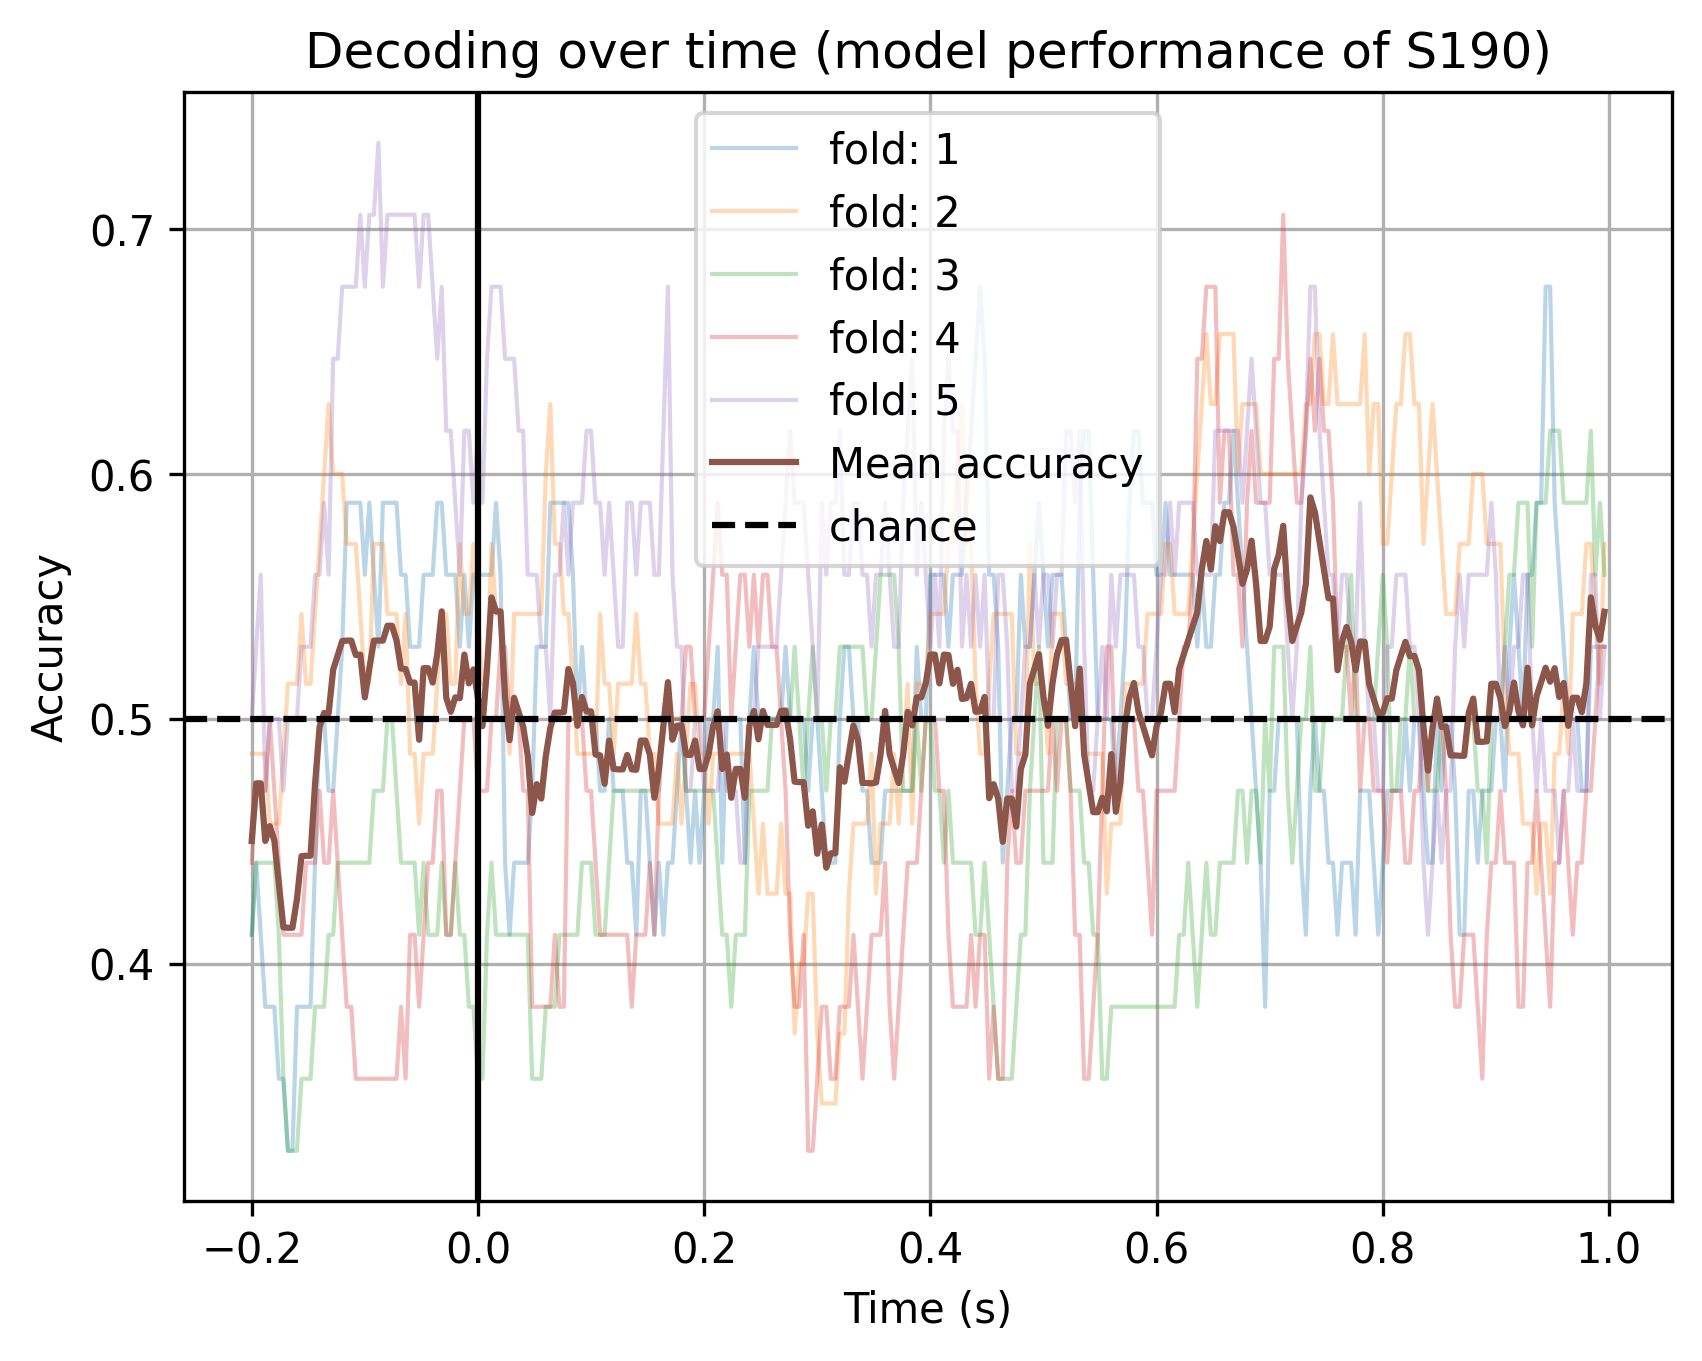 Decoding over time (model performance of S190)
fold: 1
fold: 2
fold: 3
fold: 4
fold: 5
Mean accuracy
chance
Accuracy
0.7
0.6
0.5
0.4
−0.2 0.0 0.2 0.4 0.6 0.8 1.0
Time (s)